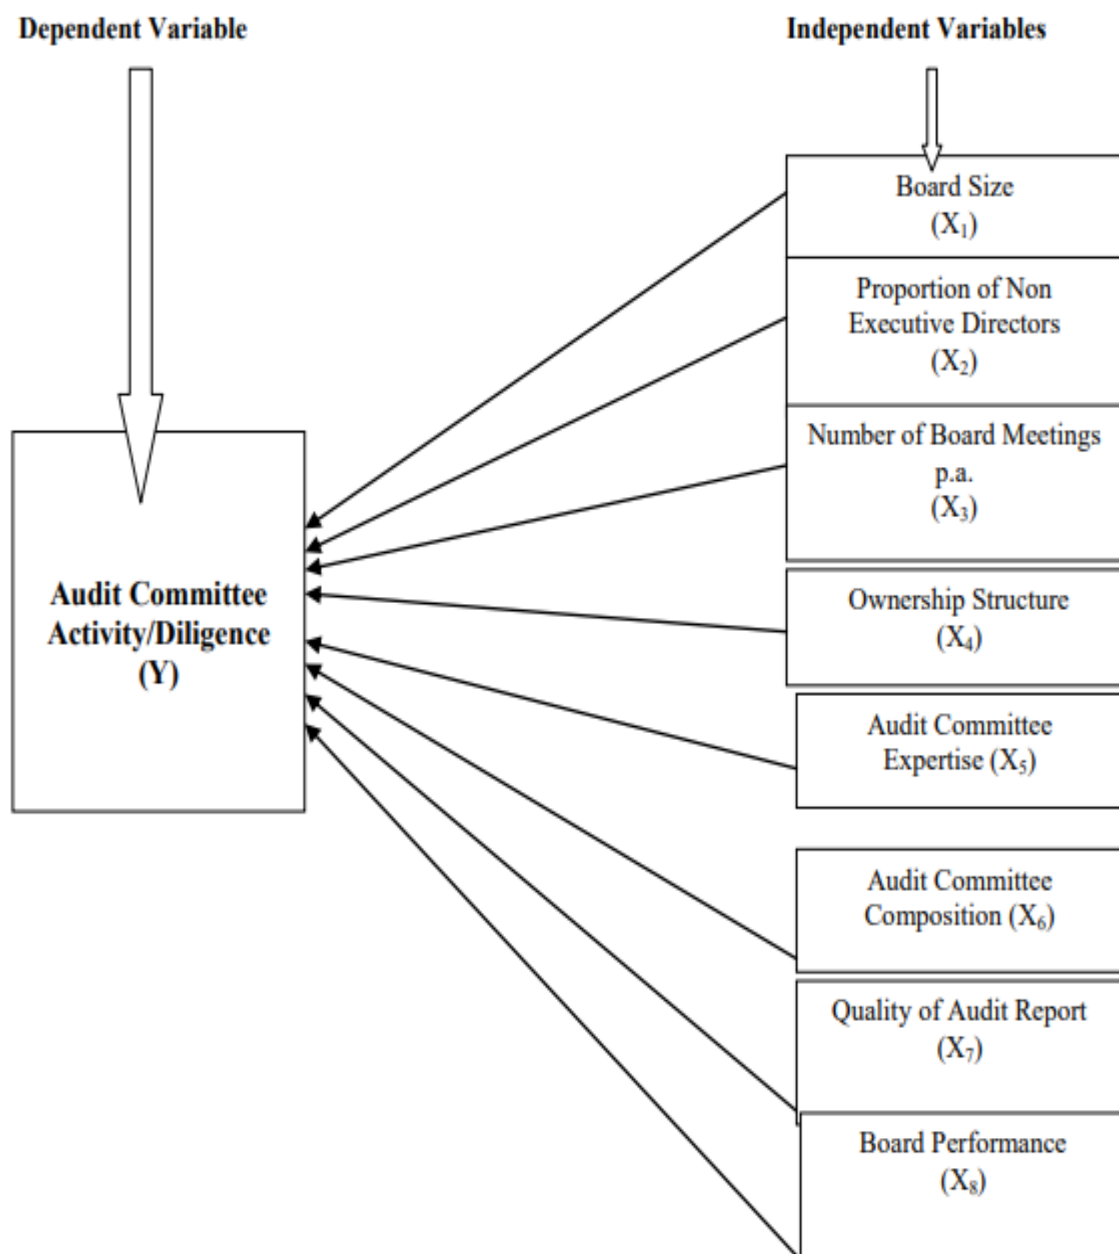 Dependent Variable
Independent Variables
Board Size
(X₁)
Proportion of Non
Executive Directors
(X₂)
Number of Board Meetings
p.a.
(X₃)
Ownership Structure
(X₄)
Audit Committee
Expertise (X₅)
Audit Committee
Composition (X₆)
Quality of Audit Report
(X₇)
Board Performance
(X₈)
Audit Committee
Activity/Diligence
(Y)